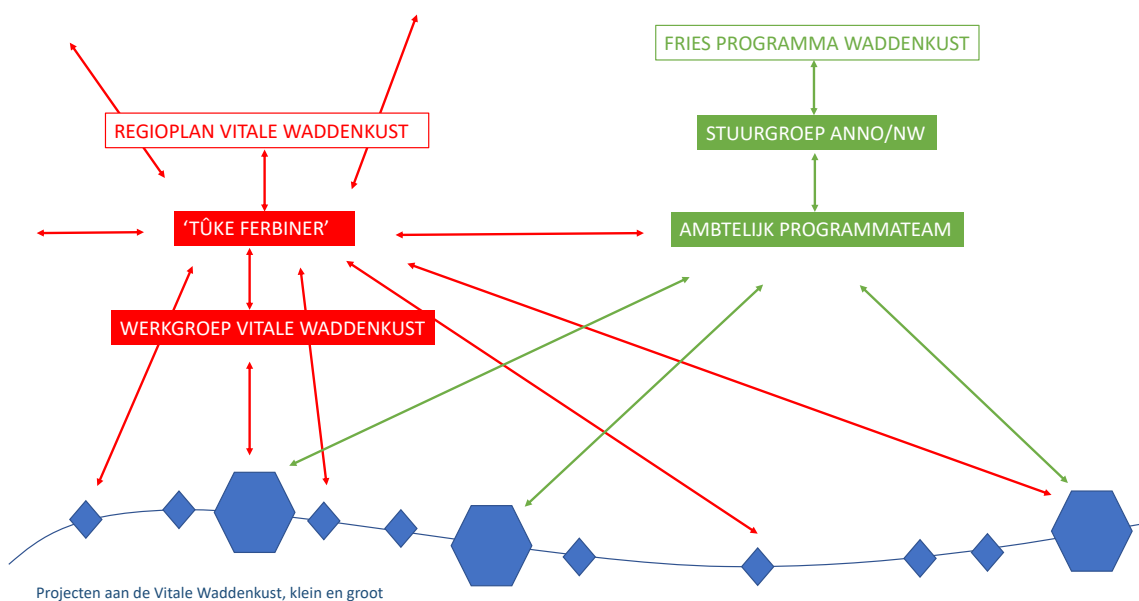 FRIES PROGRAMMA WADDENKUST
REGIOPLAN VITALE WADDENKUST
STUURGROEP ANNO/NW
‘TÛKE FERBINER’
AMBTELIJK PROGRAMMATEAM
WERKGROEP VITALE WADDENKUST
Projecten aan de Vitale Waddenkust, klein en groot